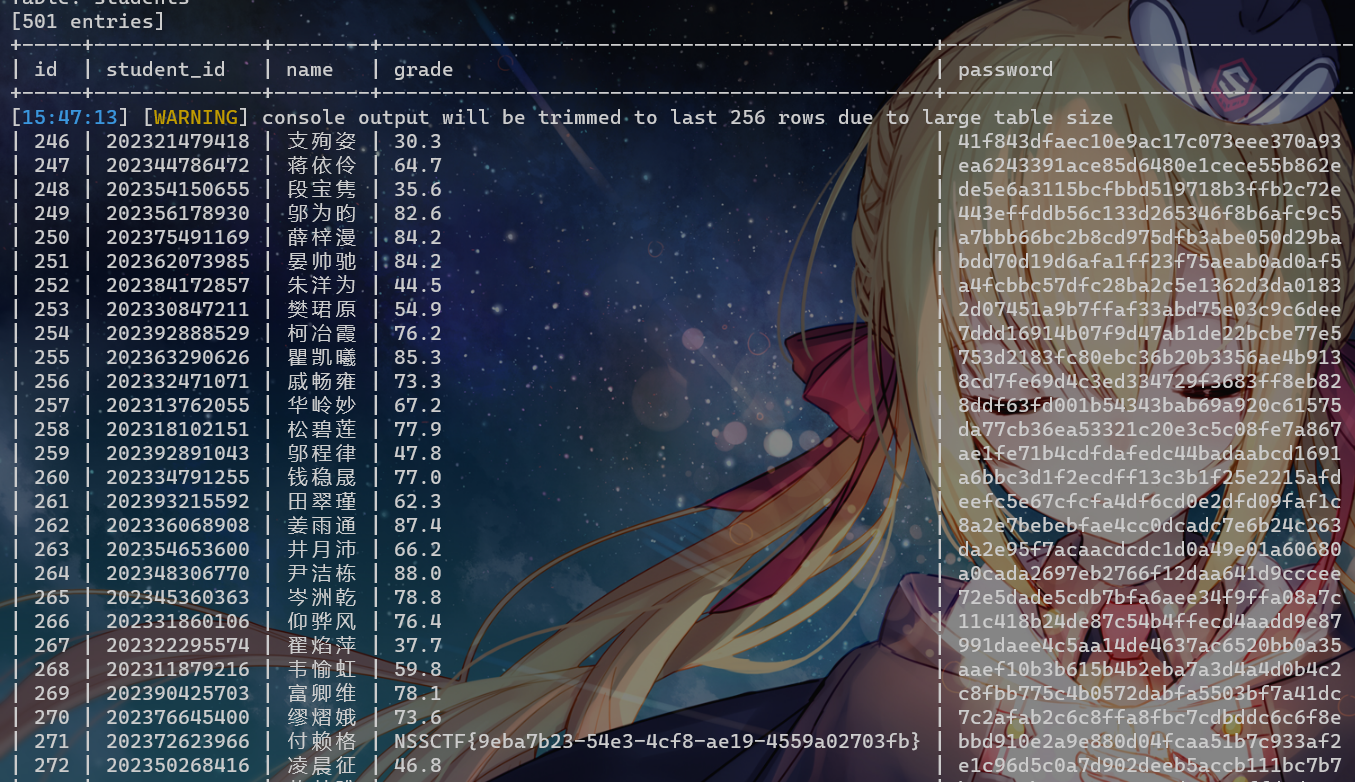 Table: students
[501 entries]
| id | student_id | name | grade | password
[15:47:13] [WARNING] console output will be trimmed to last 256 rows due to large table size
| 246 | 202321479418 | 支殉姿 | 30.3 | 41f843dfaec10e9ac17c073eee370a93
| 247 | 202344786472 | 蒋依伶 | 64.7 | ea6243391ace85d6480e1cece55b862e
| 248 | 202354150655 | 段宝隽 | 35.6 | de5e6a3115bcfbbd519718b3ffb2c72e
| 249 | 202356178930 | 邬为昀 | 82.6 | 443effddb56c133d265346f8b6afc9c5
| 250 | 202375491169 | 薛梓漫 | 84.2 | a7bbb66bc2b8cd975dfb3abe050d29ba
| 251 | 202362073985 | 晏帅驰 | 84.2 | bdd70d19d6afa1ff23f75aeab0ad0af5
| 252 | 202384172857 | 朱洋为 | 44.5 | a4fcbbc57dfc28ba2c5e1362d3da0183
| 253 | 202330847211 | 樊珺原 | 54.9 | 2d07451a9b7ffaf33abd75e03c9c6dee
| 254 | 202392888529 | 柯冶霞 | 76.2 | 7ddd16914b07f9d47ab1de22bcbe77e5
| 255 | 202363290626 | 瞿凯曦 | 85.3 | 753d2183fc80ebc36b20b3356ae4b913
| 256 | 202332471071 | 戚畅雍 | 73.3 | 8cd7fe69d4c3ed334729f3683ff8eb82
| 257 | 202313762055 | 华岭妙 | 67.2 | 8ddf63fd001b54343bab69a920c61575
| 258 | 202318102151 | 松碧莲 | 77.9 | da77cb36ea53321c20e3c5c08fe7a867
| 259 | 202392891043 | 邬程律 | 47.8 | ae1fe71b4cdfdafedc44badaabcd1691
| 260 | 202334791255 | 钱稳晟 | 77.0 | a6bbc3d1f2ecdff13c3b1f25e2215afd
| 261 | 202393215592 | 田翠瑾 | 62.3 | eefc5e67cfcfa4df6cd0e2dfd09faf1c
| 262 | 202336068908 | 姜雨通 | 87.4 | 8a2e7bebebfae4cc0dcadc7e6b24c263
| 263 | 202354653600 | 井月沛 | 66.2 | da2e95f7acaacdcdc1d0a49e01a60680
| 264 | 202348306770 | 尹洁栋 | 88.0 | a0cada2697eb2766f12daa641d9cccee
| 265 | 202345360363 | 岑洲乾 | 78.8 | 72e5dade5cdb7bfa6aee34f9ffa08a7c
| 266 | 202331860106 | 仰骅风 | 76.4 | 11c418b24de87c54b4ffecd4aadd9e87
| 267 | 202322295574 | 翟焰萍 | 37.7 | 991daee4c5aa14de4637ac6520bb0a35
| 268 | 202311879216 | 韦愉虹 | 59.8 | aaef10b3b615b4b2eba7a3d4a4d0b4c2
| 269 | 202390425703 | 富卿维 | 78.1 | c8fbb775c4b0572dabfa5503bf7a41dc
| 270 | 202376645400 | 缪熠娥 | 73.6 | 7c2afab2c6c8ffa8fbc7cdbddc6c6f8e
| 271 | 202372623966 | 付赖格 | NSSCTF{9eba7b23-54e3-4cf8-ae19-4559a02703fb} | bbd910e2a9e880d04fcaa51b7c933af2
| 272 | 202350268416 | 凌晨征 | 46.8 | e1c96d5c0a7d902deeb5accb111bc7b7